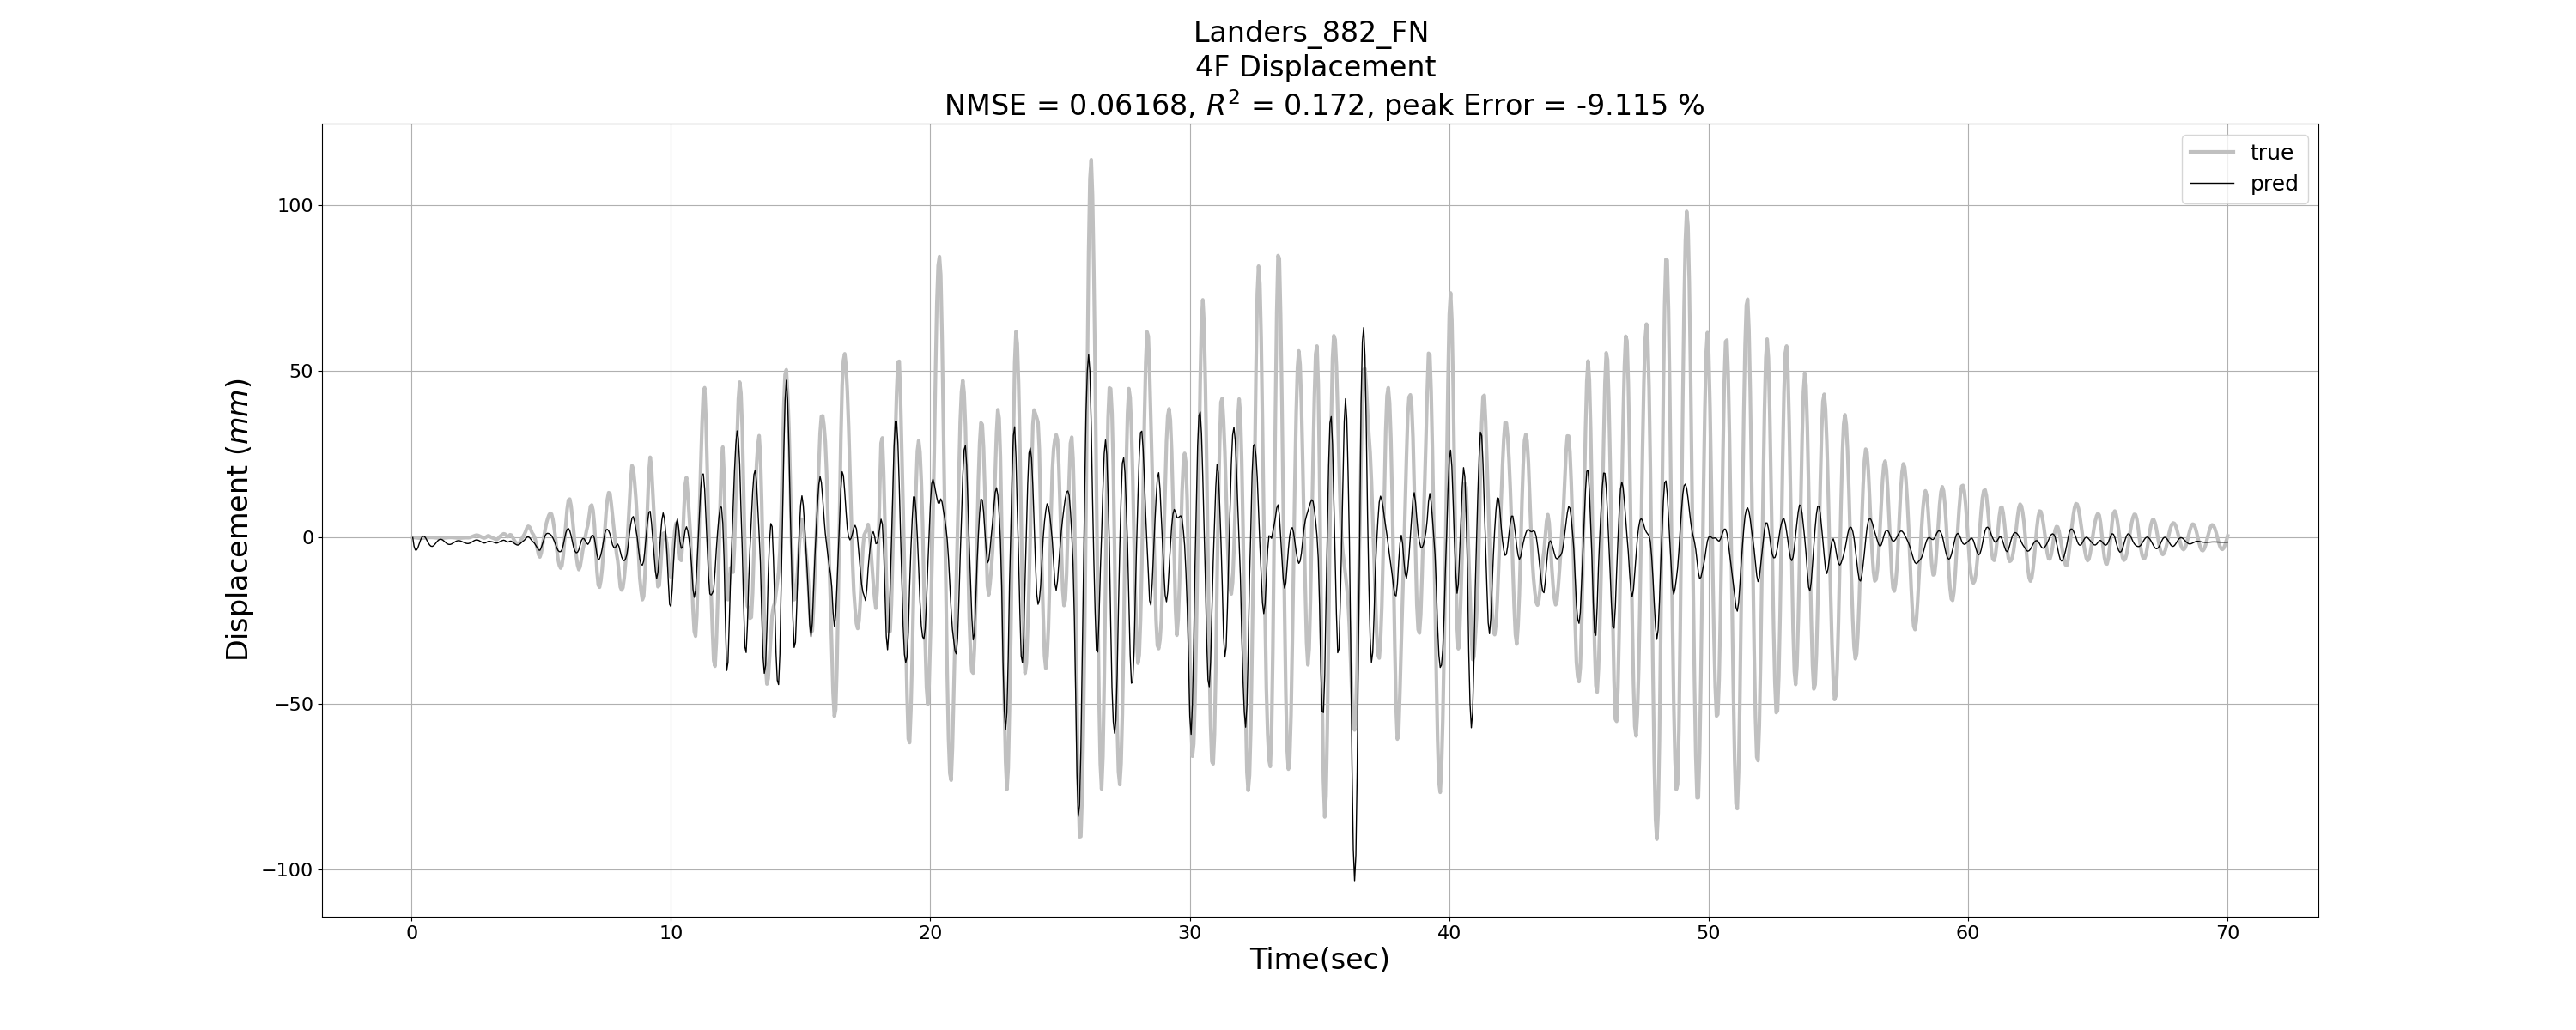 Landers_882_FN
4F Displacement
NMSE = 0.06168, R² = 0.172, peak Error = -9.115 %
true
pred
100
50
0
−50
−100
Displacement (mm)
0 10 20 30 40 50 60 70
Time(sec)